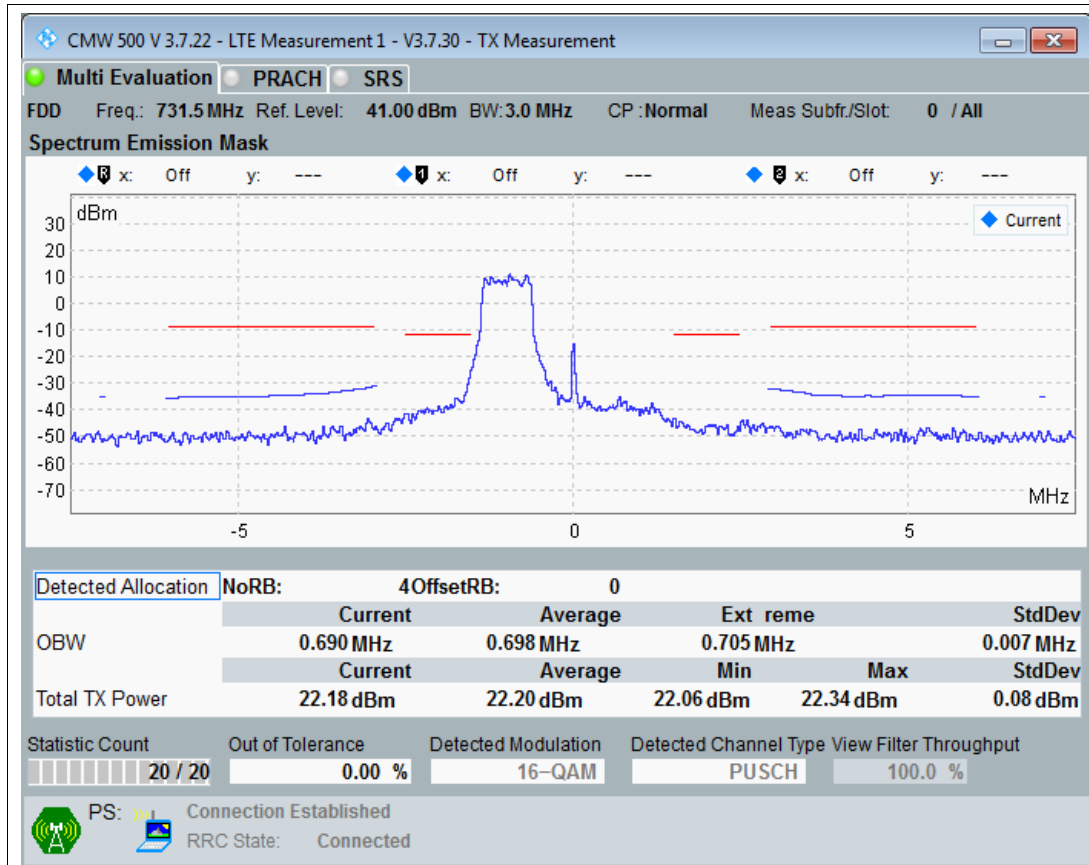 CMW 500 V 3.7.22 - LTE Measurement 1 - V3.7.30 - TX Measurement
Multi Evaluation PRACH SRS
FDD Freq.: 731.5 MHz Ref. Level: 41.00 dBm BW: 3.0 MHz CP : Normal Meas Subfr./Slot: 0 / All
Spectrum Emission Mask
R x: Off y: --- 1 x: Off y: --- 2 x: Off y: ---
dBm
Current
30
20
10
0
-10
-20
-30
-40
-50
-60
-70
MHz
-5 0 5
Detected Allocation NoRB: 4 OffsetRB: 0
Current Average Ext reme StdDev
OBW 0.690 MHz 0.698 MHz 0.705 MHz 0.007 MHz
Current Average Min Max StdDev
Total TX Power 22.18 dBm 22.20 dBm 22.06 dBm 22.34 dBm 0.08 dBm
Statistic Count Out of Tolerance Detected Modulation Detected Channel Type View Filter Throughput
20 / 20 0.00 % 16-QAM PUSCH 100.0 %
PS: Connection Established
RRC State: Connected